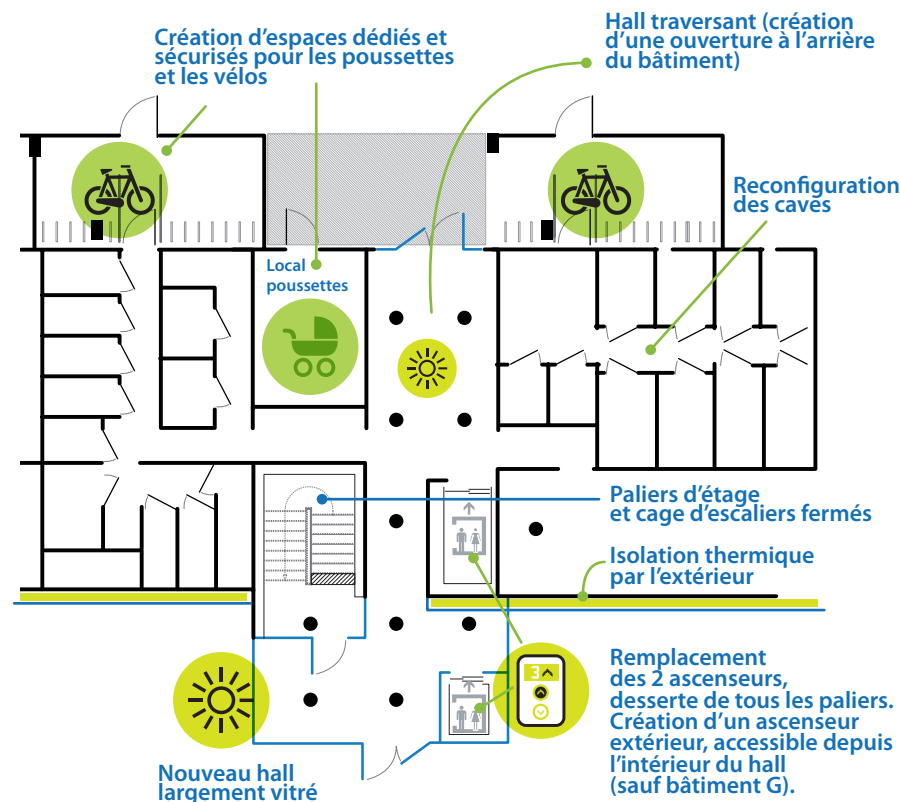 Création d’espaces dédiés et
sécurisés pour les poussettes
et les vélos
Hall traversant (création
d’une ouverture à l’arrière
du bâtiment)
Reconfiguration
des caves
Local
poussettes
Paliers d’étage
et cage d’escaliers fermés
Isolation thermique
par l’extérieur
3
Remplacement
des 2 ascenseurs,
desserte de tous les paliers.
Création d’un ascenseur
extérieur, accessible depuis
l’intérieur du hall
(sauf bâtiment G).
Nouveau hall
largement vitré